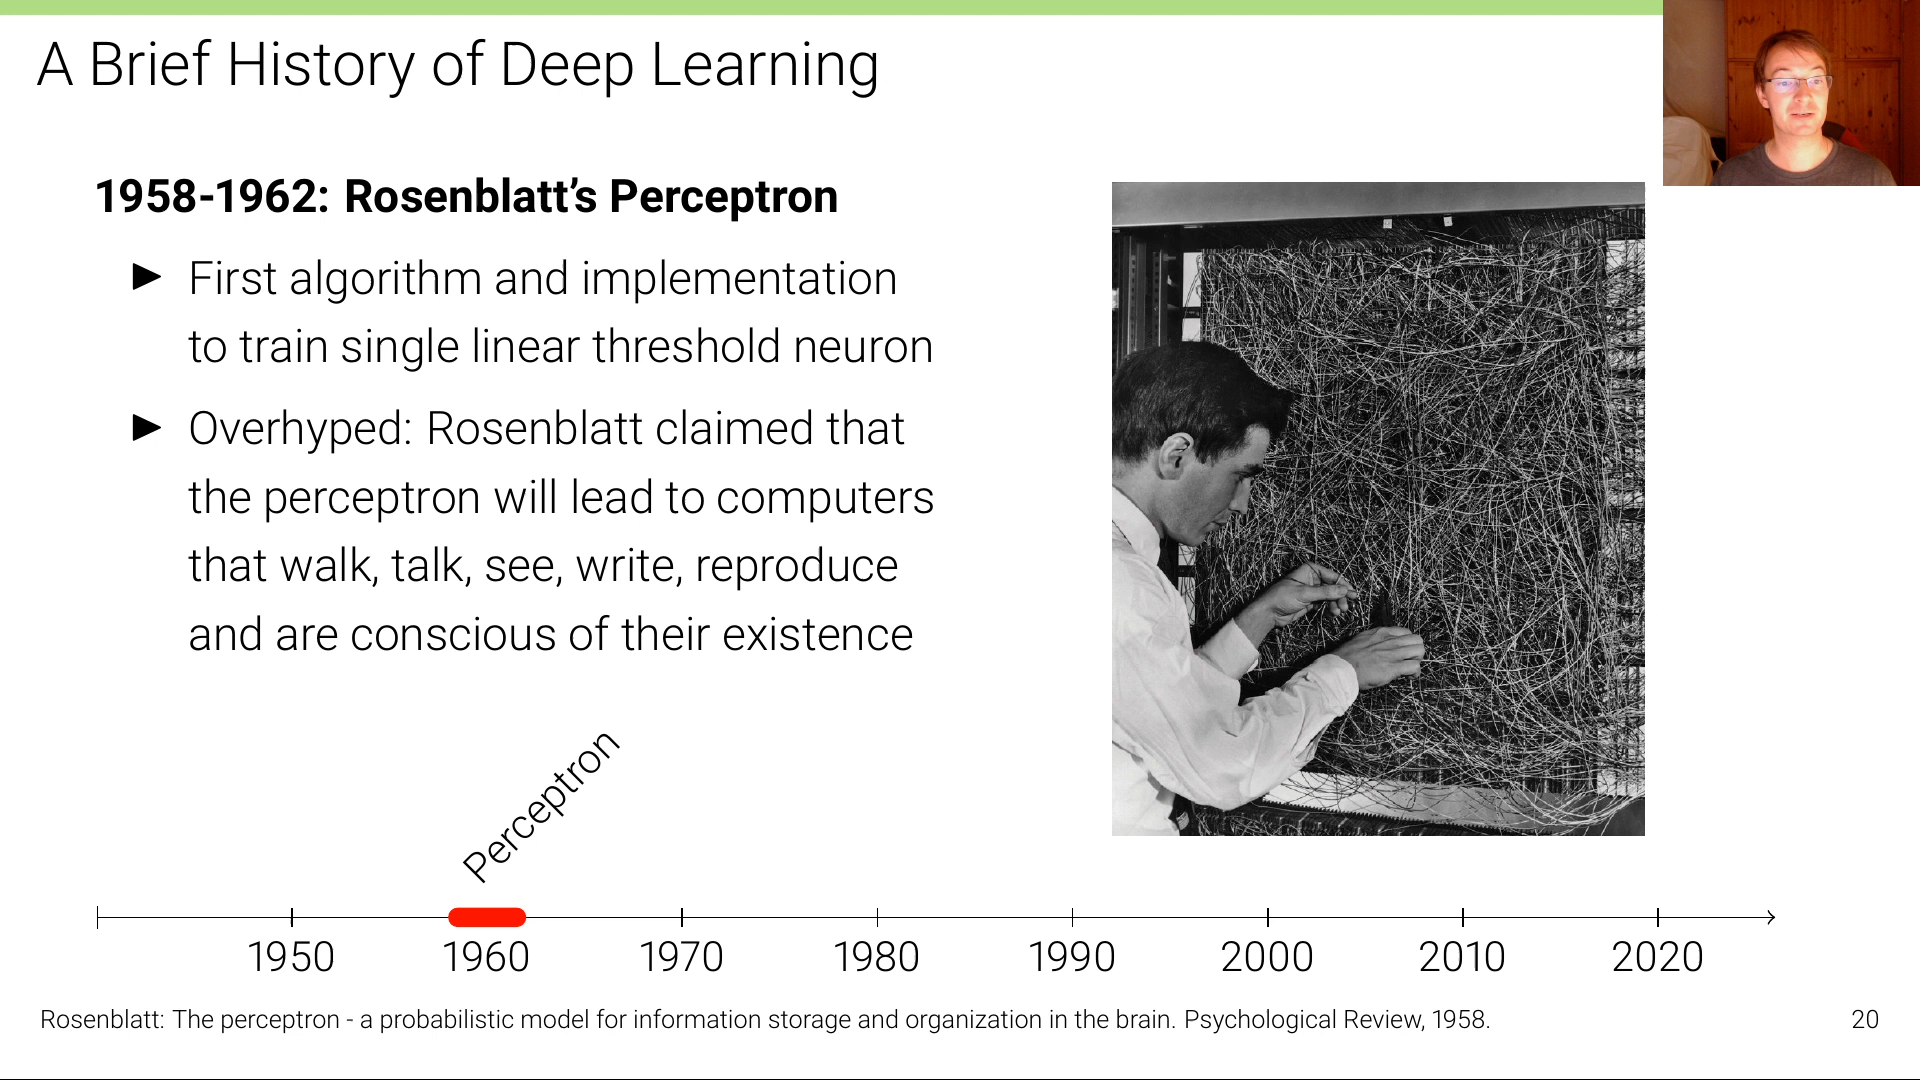 A Brief History of Deep Learning
1958-1962: Rosenblatt’s Perceptron
► First algorithm and implementation
to train single linear threshold neuron
► Overhyped: Rosenblatt claimed that
the perceptron will lead to computers
that walk, talk, see, write, reproduce
and are conscious of their existence
Perceptron
1950 1960 1970 1980 1990 2000 2010 2020
Rosenblatt: The perceptron - a probabilistic model for information storage and organization in the brain. Psychological Review, 1958.
20